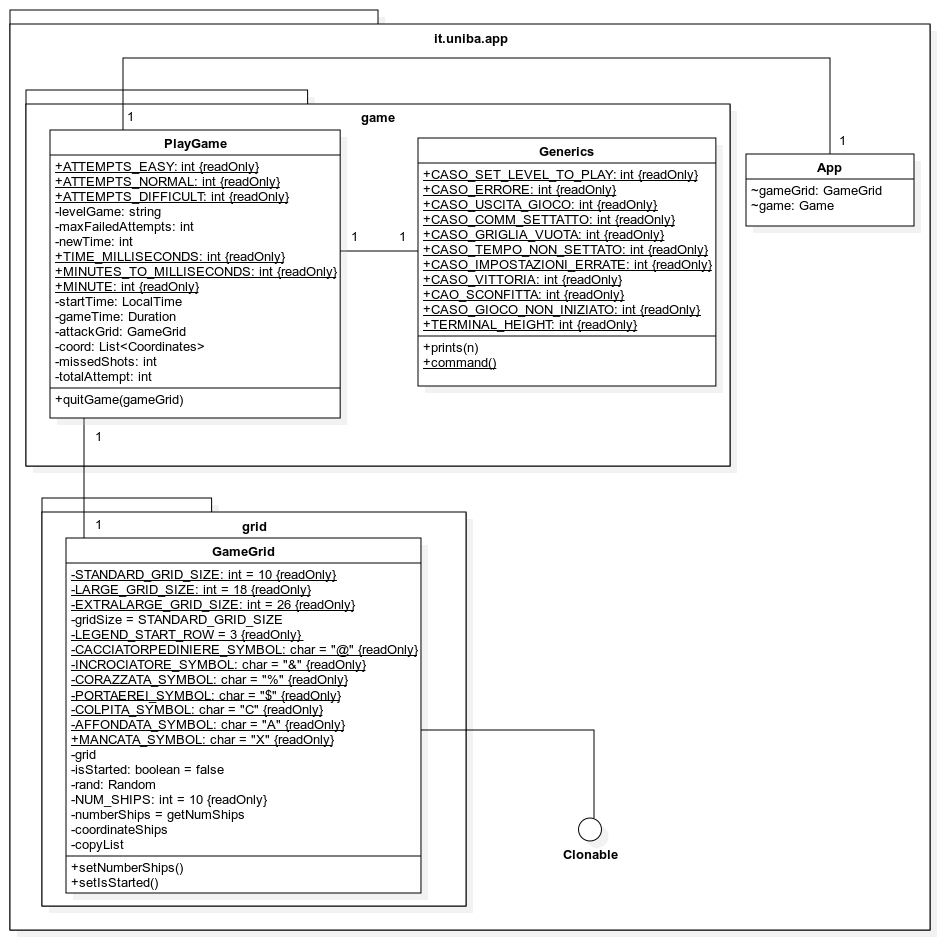 it.uniba.app
game
1
PlayGame
+ATTEMPTS_EASY: int {readOnly}
+ATTEMPTS_NORMAL: int {readOnly}
+ATTEMPTS_DIFFICULT: int {readOnly}
-levelGame: string
-maxFailedAttempts: int
-newTime: int
+TIME_MILLISECONDS: int {readOnly}
+MINUTES_TO_MILLISECONDS: int {readOnly}
+MINUTE: int {readOnly}
-startTime: LocalTime
-gameTime: Duration
-attackGrid: GameGrid
-coord: List<Coordinates>
-missedShots: int
-totalAttempt: int
+quitGame(gameGrid)
1
1
Generics
+CASO_SET_LEVEL_TO_PLAY: int {readOnly}
+CASO_ERRORE: int {readOnly}
+CASO_USCITA_GIOCO: int {readOnly}
+CASO_COMM_SETTATTO: int {readOnly}
+CASO_GRIGLIA_VUOTA: int {readOnly}
+CASO_TEMPO_NON_SETTATO: int {readOnly}
+CASO_IMPOSTAZIONI_ERRATE: int {readOnly}
+CASO_VITTORIA: int {readOnly}
+CAO_SCONFITTA: int {readOnly}
+CASO_GIOCO_NON_INIZIATO: int {readOnly}
+TERMINAL_HEIGHT: int {readOnly}
+prints(n)
+command()
1
App
~gameGrid: GameGrid
~game: Game
1
grid
1
GameGrid
-STANDARD_GRID_SIZE: int = 10 {readOnly}
-LARGE_GRID_SIZE: int = 18 {readOnly}
-EXTRALARGE_GRID_SIZE: int = 26 {readOnly}
-gridSize = STANDARD_GRID_SIZE
-LEGEND_START_ROW = 3 {readOnly}
-CACCIATORPEDINIERE_SYMBOL: char = "@" {readOnly}
-INCROCIATORE_SYMBOL: char = "&" {readOnly}
-CORAZZATA_SYMBOL: char = "%" {readOnly}
-PORTAEREI_SYMBOL: char = "$" {readOnly}
-COLPITA_SYMBOL: char = "C" {readOnly}
-AFFONDATA_SYMBOL: char = "A" {readOnly}
+MANCATA_SYMBOL: char = "X" {readOnly}
-grid
-isStarted: boolean = false
-rand: Random
-NUM_SHIPS: int = 10 {readOnly}
-numberShips = getNumShips
-coordinateShips
-copyList
+setNumberShips()
+setIsStarted()
Clonable